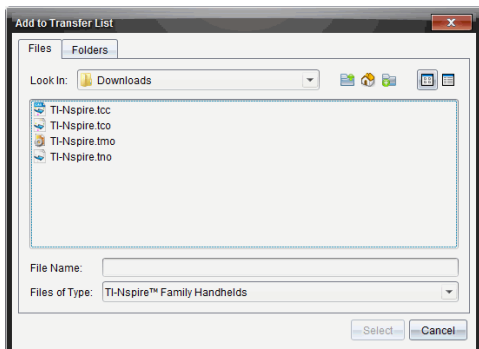 Add to Transfer List
Files Folders
Look In: Downloads
TI-Nspire.tcc
TI-Nspire.tco
TI-Nspire.tmo
TI-Nspire.tno
File Name:
Files of Type: TI-Nspire™ Family Handhelds
Select Cancel